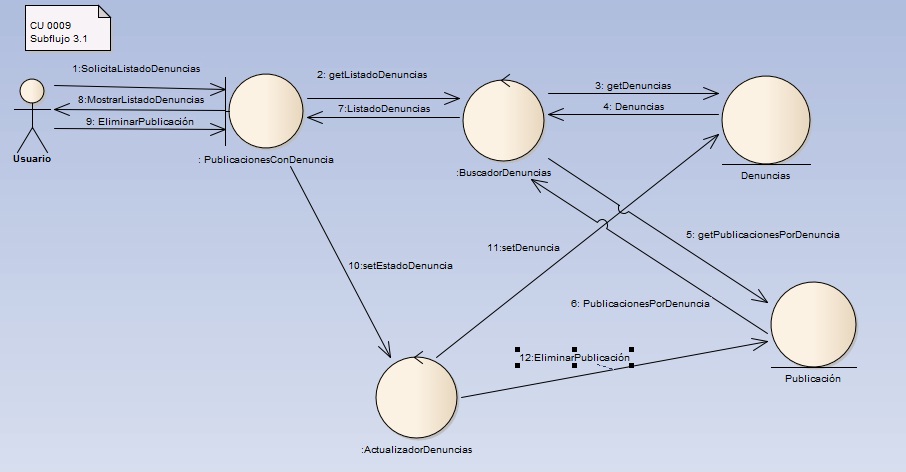 CU 0009
Subflujo 3.1
1:SolicitaListadoDenuncias
2: getListadoDenuncias
3: getDenuncias
8:MostrarListadoDenuncias
7:ListadoDenuncias
4: Denuncias
9: EliminarPublicación
Usuario
: PublicacionesConDenuncia
:BuscadorDenuncias
Denuncias
5: getPublicacionesPorDenuncia
11:setDenuncia
10:setEstadoDenuncia
6: PublicacionesPorDenuncia
12:EliminarPublicación
Publicación
:ActualizadorDenuncias